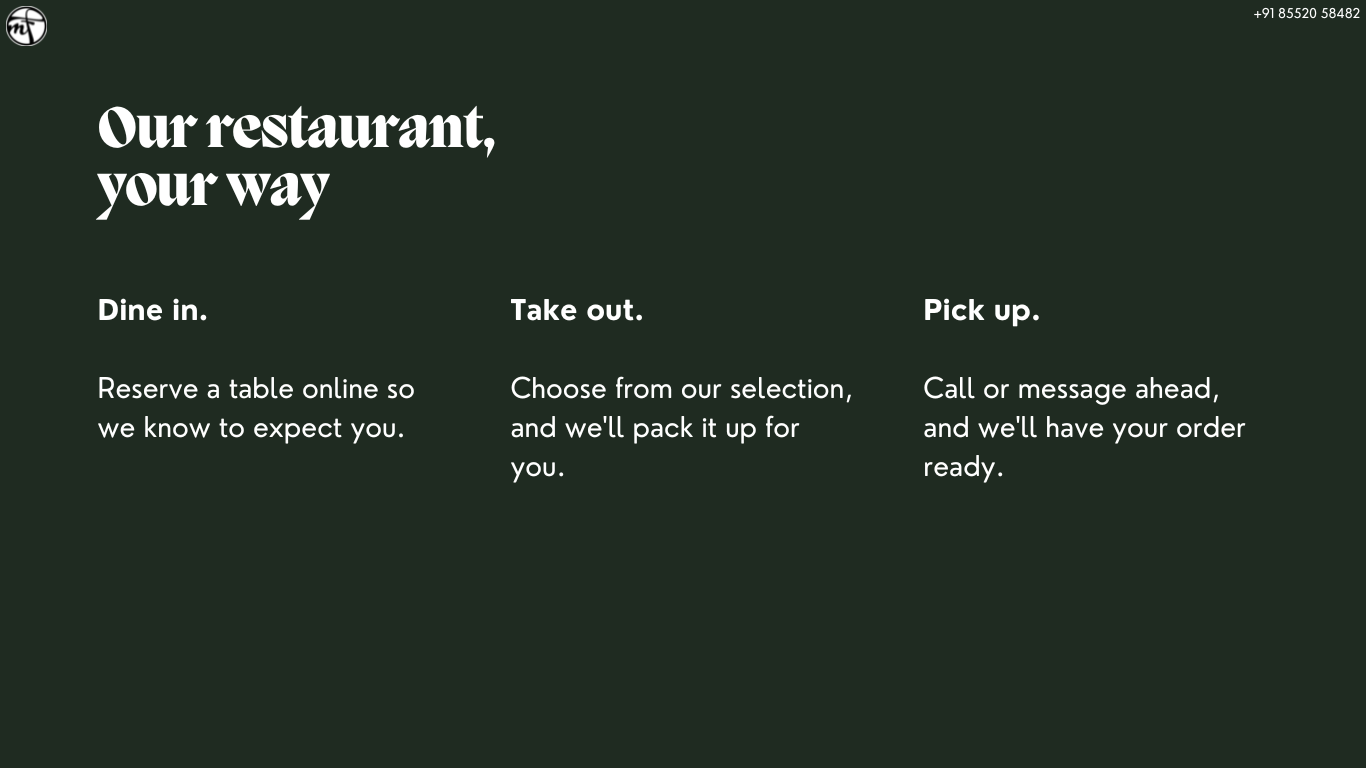 +91 85520 58482
Our restaurant,
your way
Dine in.
Reserve a table online so
we know to expect you.
Take out.
Choose from our selection,
and we'll pack it up for
you.
Pick up.
Call or message ahead,
and we'll have your order
ready.